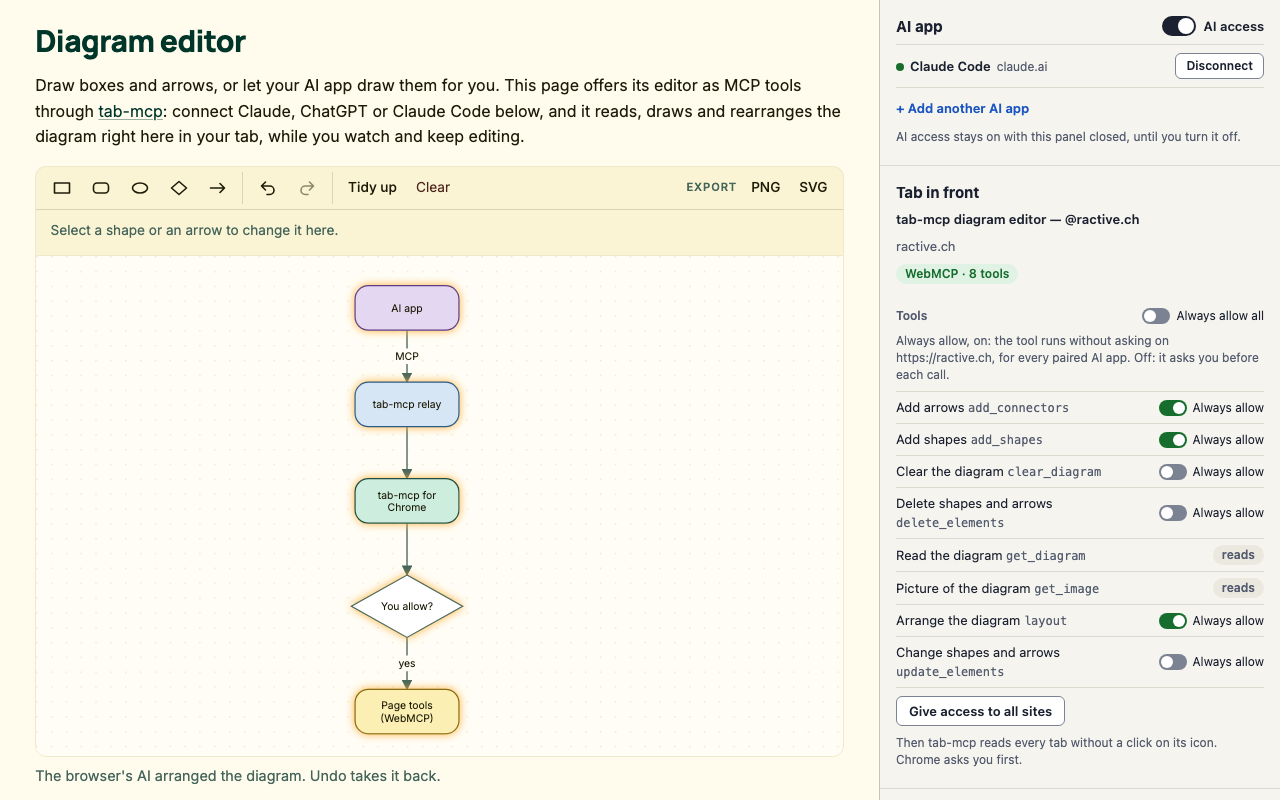 Diagram editor
Draw boxes and arrows, or let your AI app draw them for you. This page offers its editor as MCP tools
through tab-mcp: connect Claude, ChatGPT or Claude Code below, and it reads, draws and rearranges the
diagram right here in your tab, while you watch and keep editing.
Tidy up Clear EXPORT PNG SVG
Select a shape or an arrow to change it here.
AI app
MCP
tab-mcp relay
tab-mcp for
Chrome
You allow?
yes
Page tools
(WebMCP)
The browser's AI arranged the diagram. Undo takes it back.
AI app AI access
Claude Code claude.ai Disconnect
+ Add another AI app
AI access stays on with this panel closed, until you turn it off.
Tab in front
tab-mcp diagram editor — @ractive.ch
ractive.ch
WebMCP · 8 tools
Tools Always allow all
Always allow, on: the tool runs without asking on
https://ractive.ch, for every paired AI app. Off: it asks you before
each call.
Add arrows add_connectors Always allow
Add shapes add_shapes Always allow
Clear the diagram clear_diagram Always allow
Delete shapes and arrows
delete_elements Always allow
Read the diagram get_diagram reads
Picture of the diagram get_image reads
Arrange the diagram layout Always allow
Change shapes and arrows
update_elements Always allow
Give access to all sites
Then tab-mcp reads every tab without a click on its icon.
Chrome asks you first.